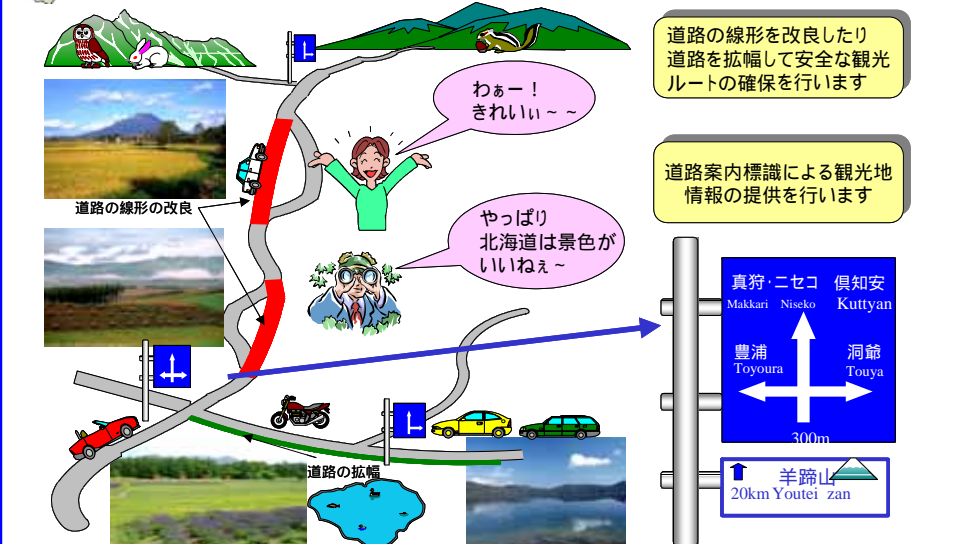 道路の線形を改良したり
道路を拡幅して安全な観光
ルートの確保を行います
わぁー！
きれいぃ～～
道路案内標識による観光地
情報の提供を行います
道路の線形の改良
やっぱり
北海道は景色が
いいねぇ～
真狩・ニセコ 倶知安
Makkari Niseko Kuttyan
豊浦 洞爺
Toyoura Touya
300m
道路の拡幅
羊蹄山
20km Youtei zan